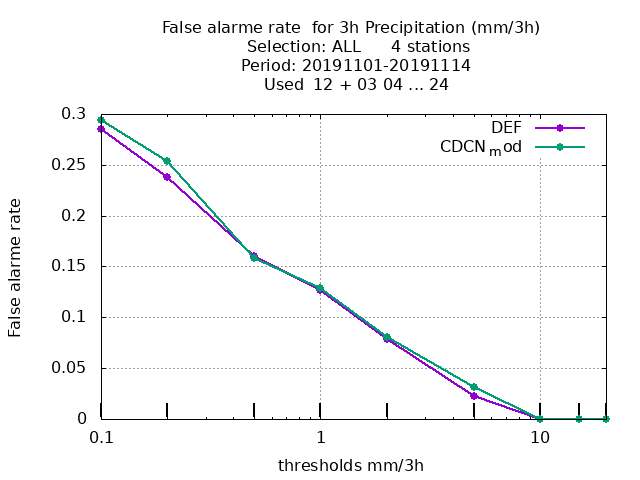 False alarme rate  for 3h Precipitation (mm/3h)
Selection: ALL      4 stations
Period: 20191101-20191114
Used  12 + 03 04 ... 24
DEF
CDCN mod
0.3
0.25
0.2
0.15
0.1
0.05
0
False alarme rate
0.1
1
10
thresholds mm/3h